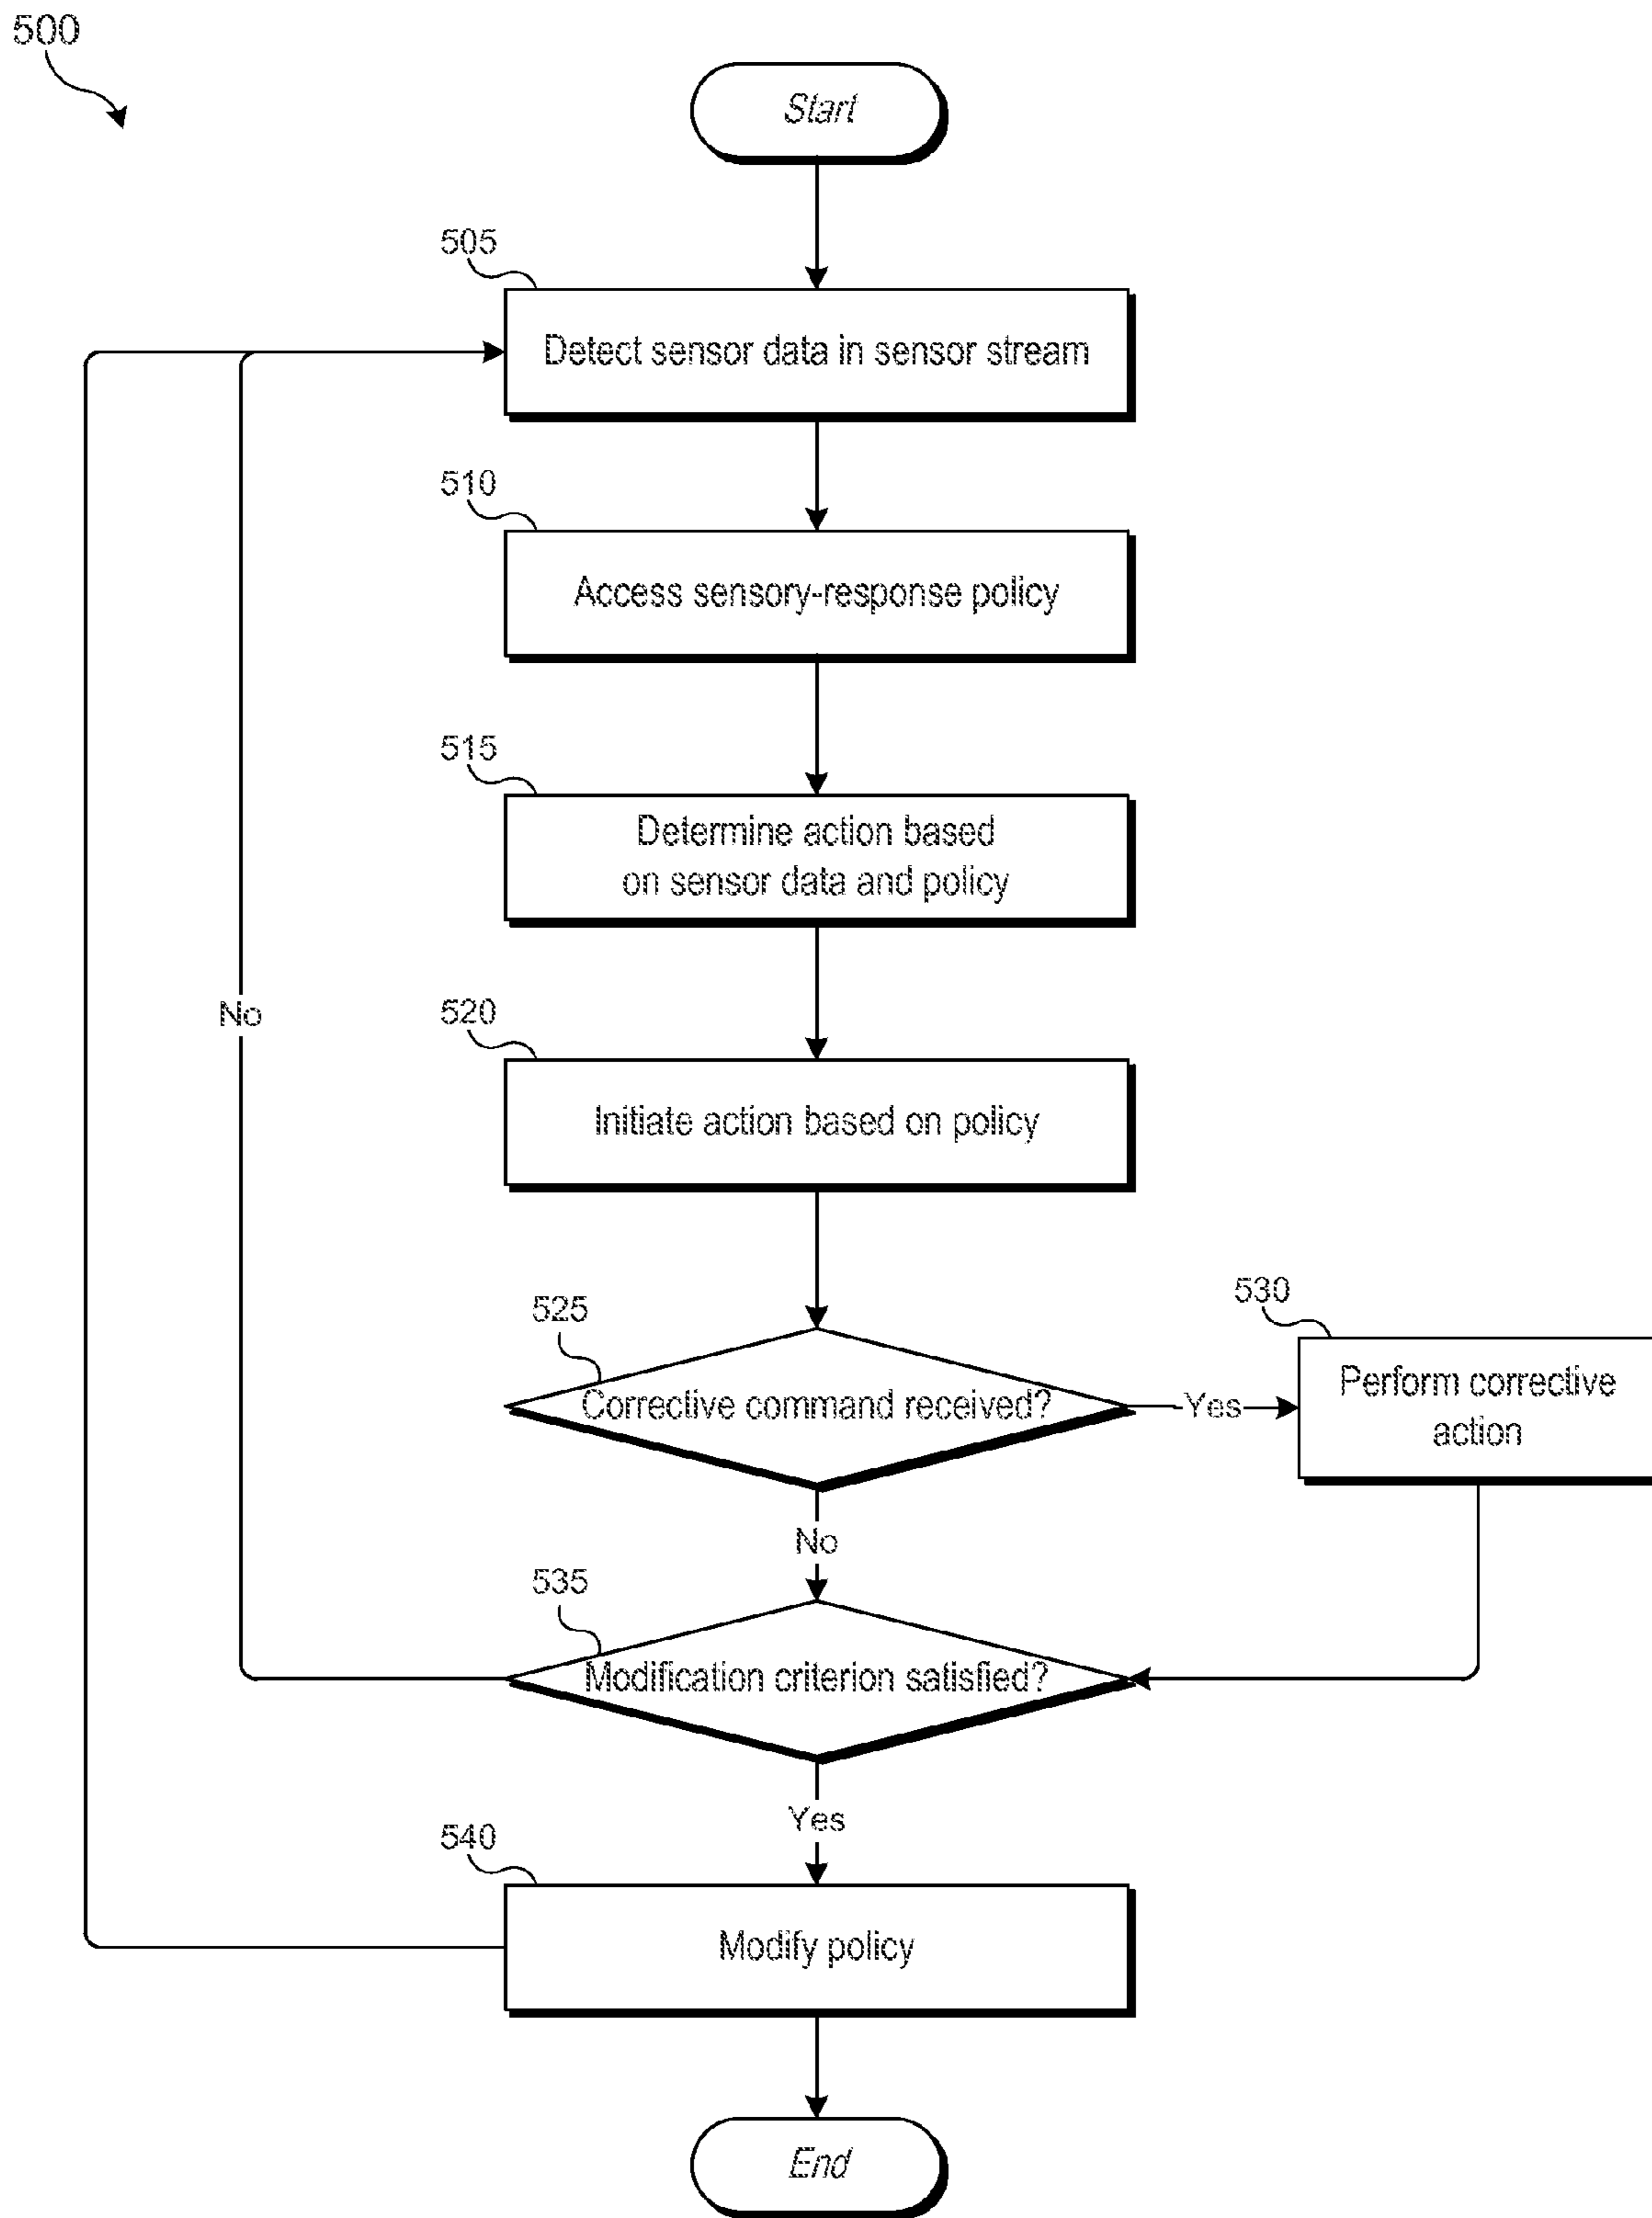 500
Start
505
Detect sensor data in sensor stream
510
Access sensory-response policy
515
Determine action based
on sensor data and policy
No
520
Initiate action based on policy
525
Corrective command received?
Yes
530
Perform corrective
action
No
535
Modification criterion satisfied?
Yes
540
Modify policy
End